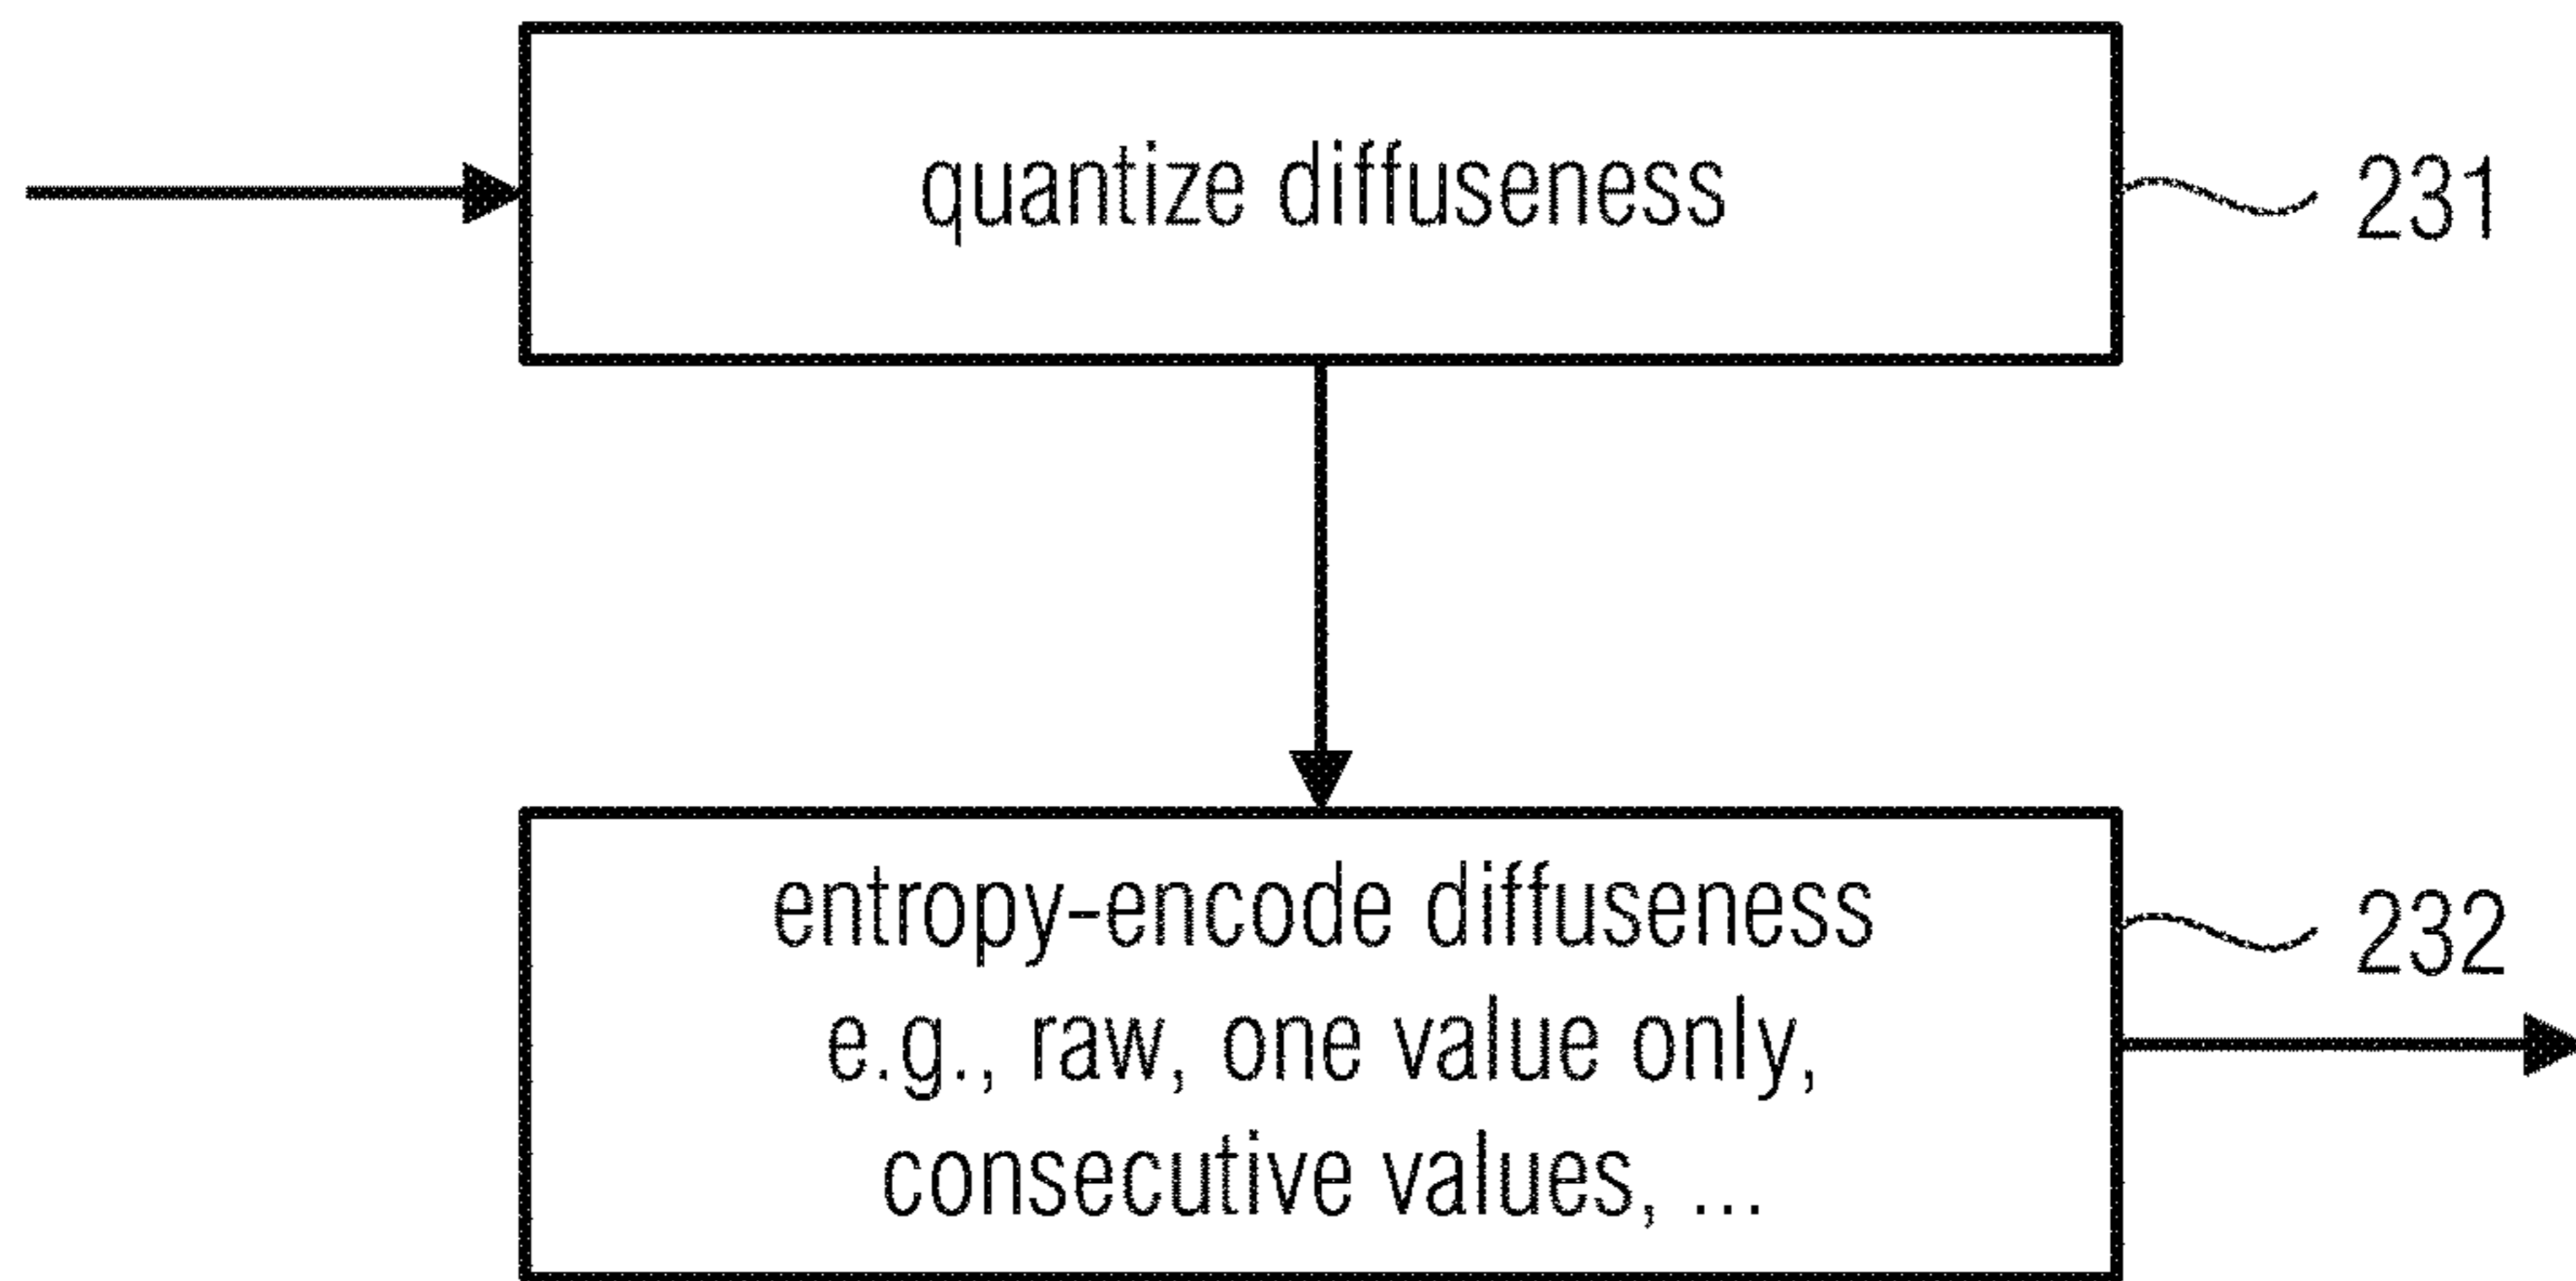 quantize diffuseness
231
entropy-encode diffuseness
232
e.g., raw, one value only,
consecutive values, ...